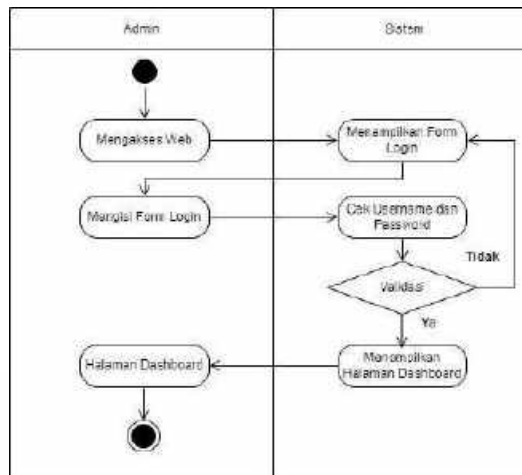 Admin
Sistem
Mengakses Web
Menampilkan Form
Login
Mengisi Form Login
Cek Username dan
Password
Tidak
Validasi
Ya
Halaman Dashboard
Menampilkan
Halaman Dashboard